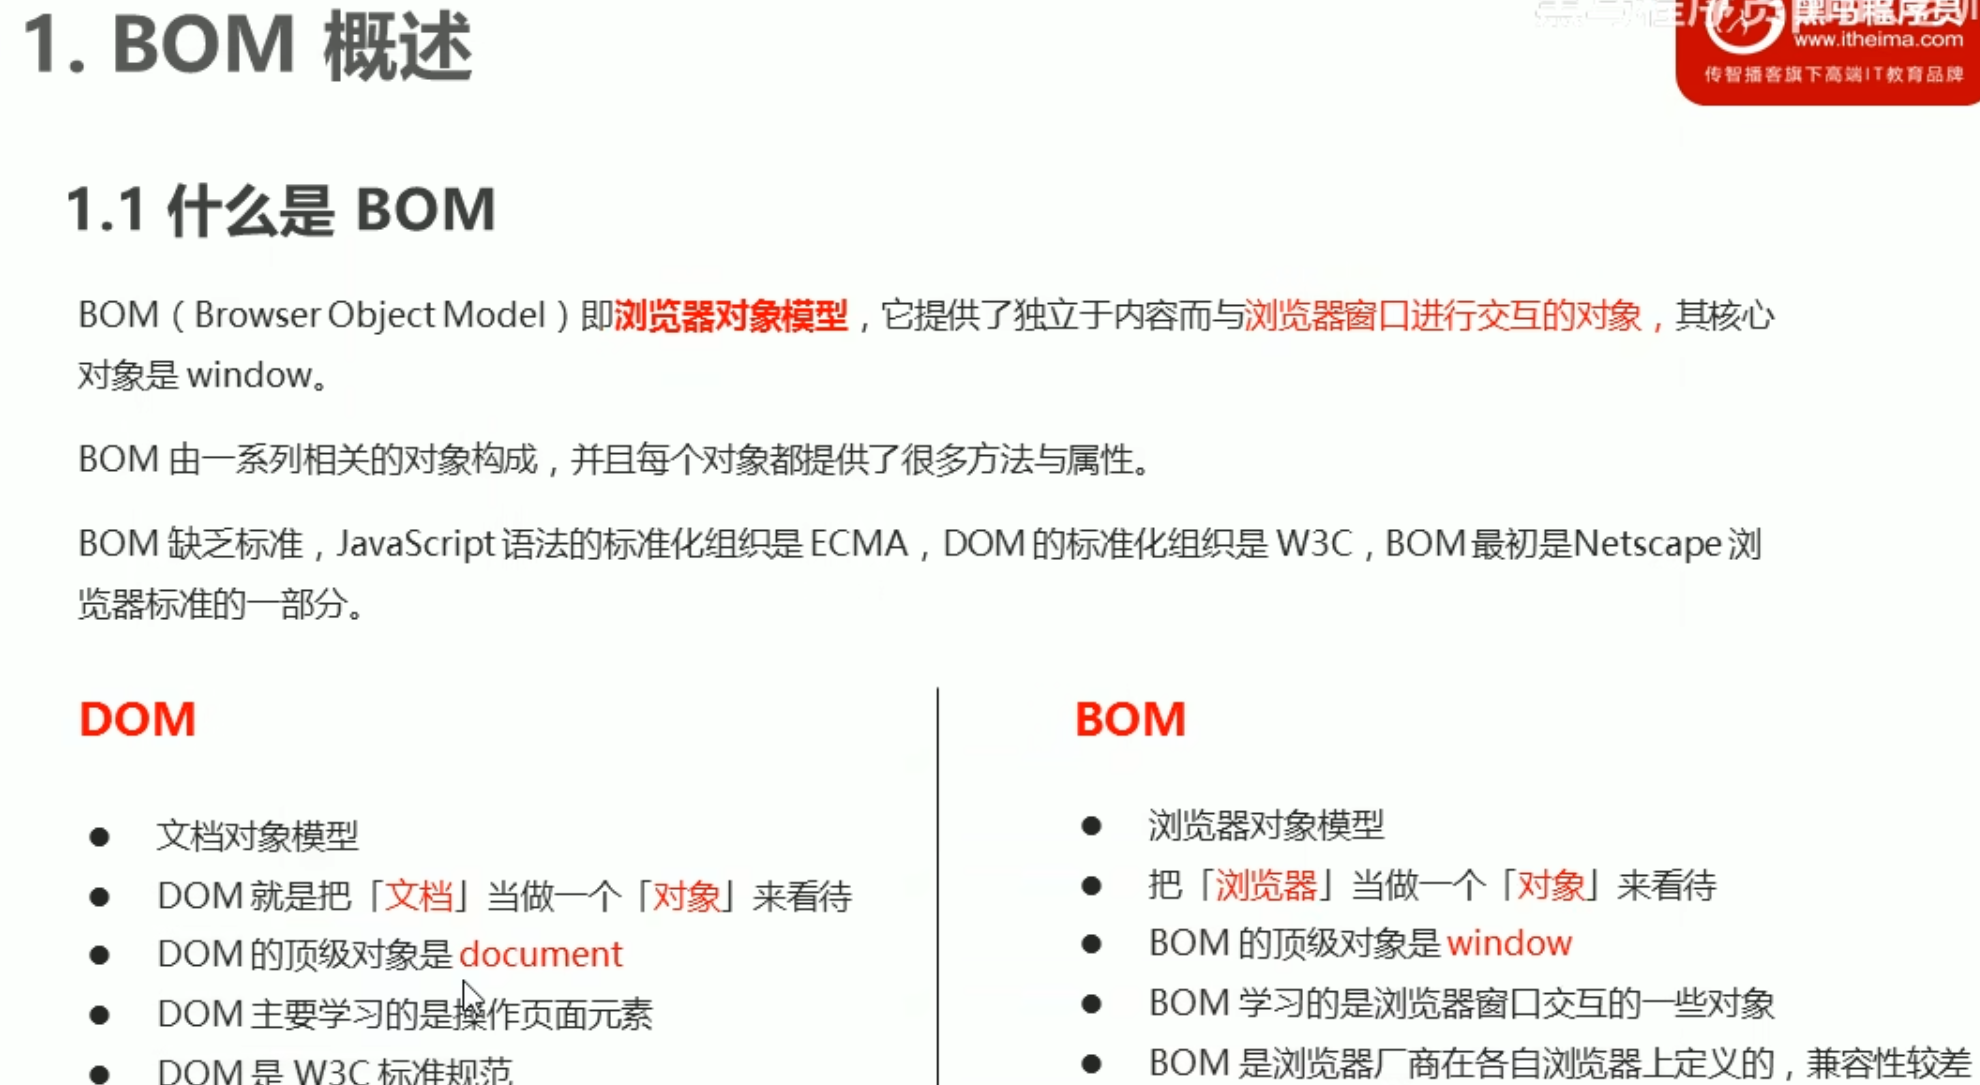 1. BOM 概述
www.itheima.com
传智播客旗下高端IT教育品牌
1.1 什么是 BOM
BOM（Browser Object Model）即浏览器对象模型，它提供了独立于内容而与浏览器窗口进行交互的对象，其核心
对象是 window。
BOM 由一系列相关的对象构成，并且每个对象都提供了很多方法与属性。
BOM 缺乏标准，JavaScript 语法的标准化组织是 ECMA，DOM 的标准化组织是 W3C，BOM 最初是Netscape 浏
览器标准的一部分。
DOM
文档对象模型
DOM 就是把「文档」当做一个「对象」来看待
DOM 的顶级对象是 document
DOM 主要学习的是操作页面元素
DOM 是 W3C 标准规范
BOM
浏览器对象模型
把「浏览器」当做一个「对象」来看待
BOM 的顶级对象是 window
BOM 学习的是浏览器窗口交互的一些对象
BOM 是浏览器厂商在各自浏览器上定义的，兼容性较差